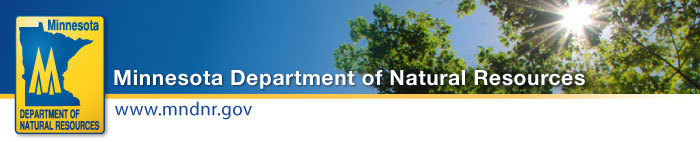 Minnesota
DEPARTMENT OF
NATURAL RESOURCES
Minnesota Department of Natural Resources
www.mndnr.gov